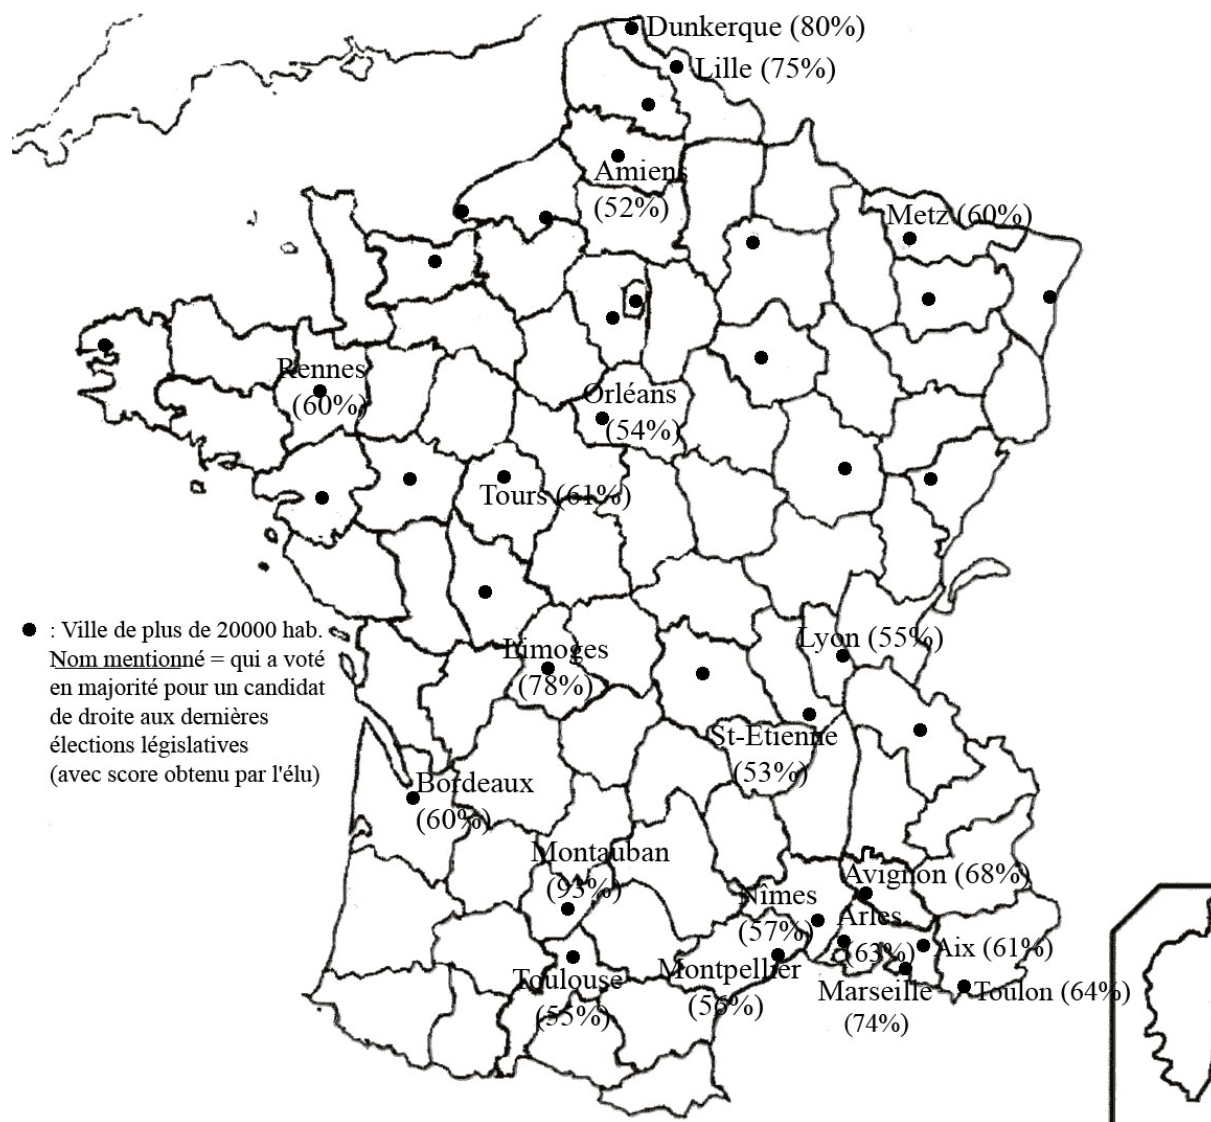 Dunkerque (80%)
Lille (75%)
Amiens
(52%)
Metz (60%)
Rennes
(60%)
Orléans
(54%)
Tours (61%)
● : Ville de plus de 20000 hab.
Nom mentionné = qui a voté
en majorité pour un candidat
de droite aux dernières
élections législatives
(avec score obtenu par l'élu)
Limoges
(78%)
Lyon (55%)
St-Etienne
(53%)
Bordeaux
(60%)
Montauban
(93%)
Avignon (68%)
Nîmes
(57%)
Arles
(63%)
Aix (61%)
Toulouse
(55%)
Montpellier
(56%)
Marseille
(74%)
Toulon (64%)